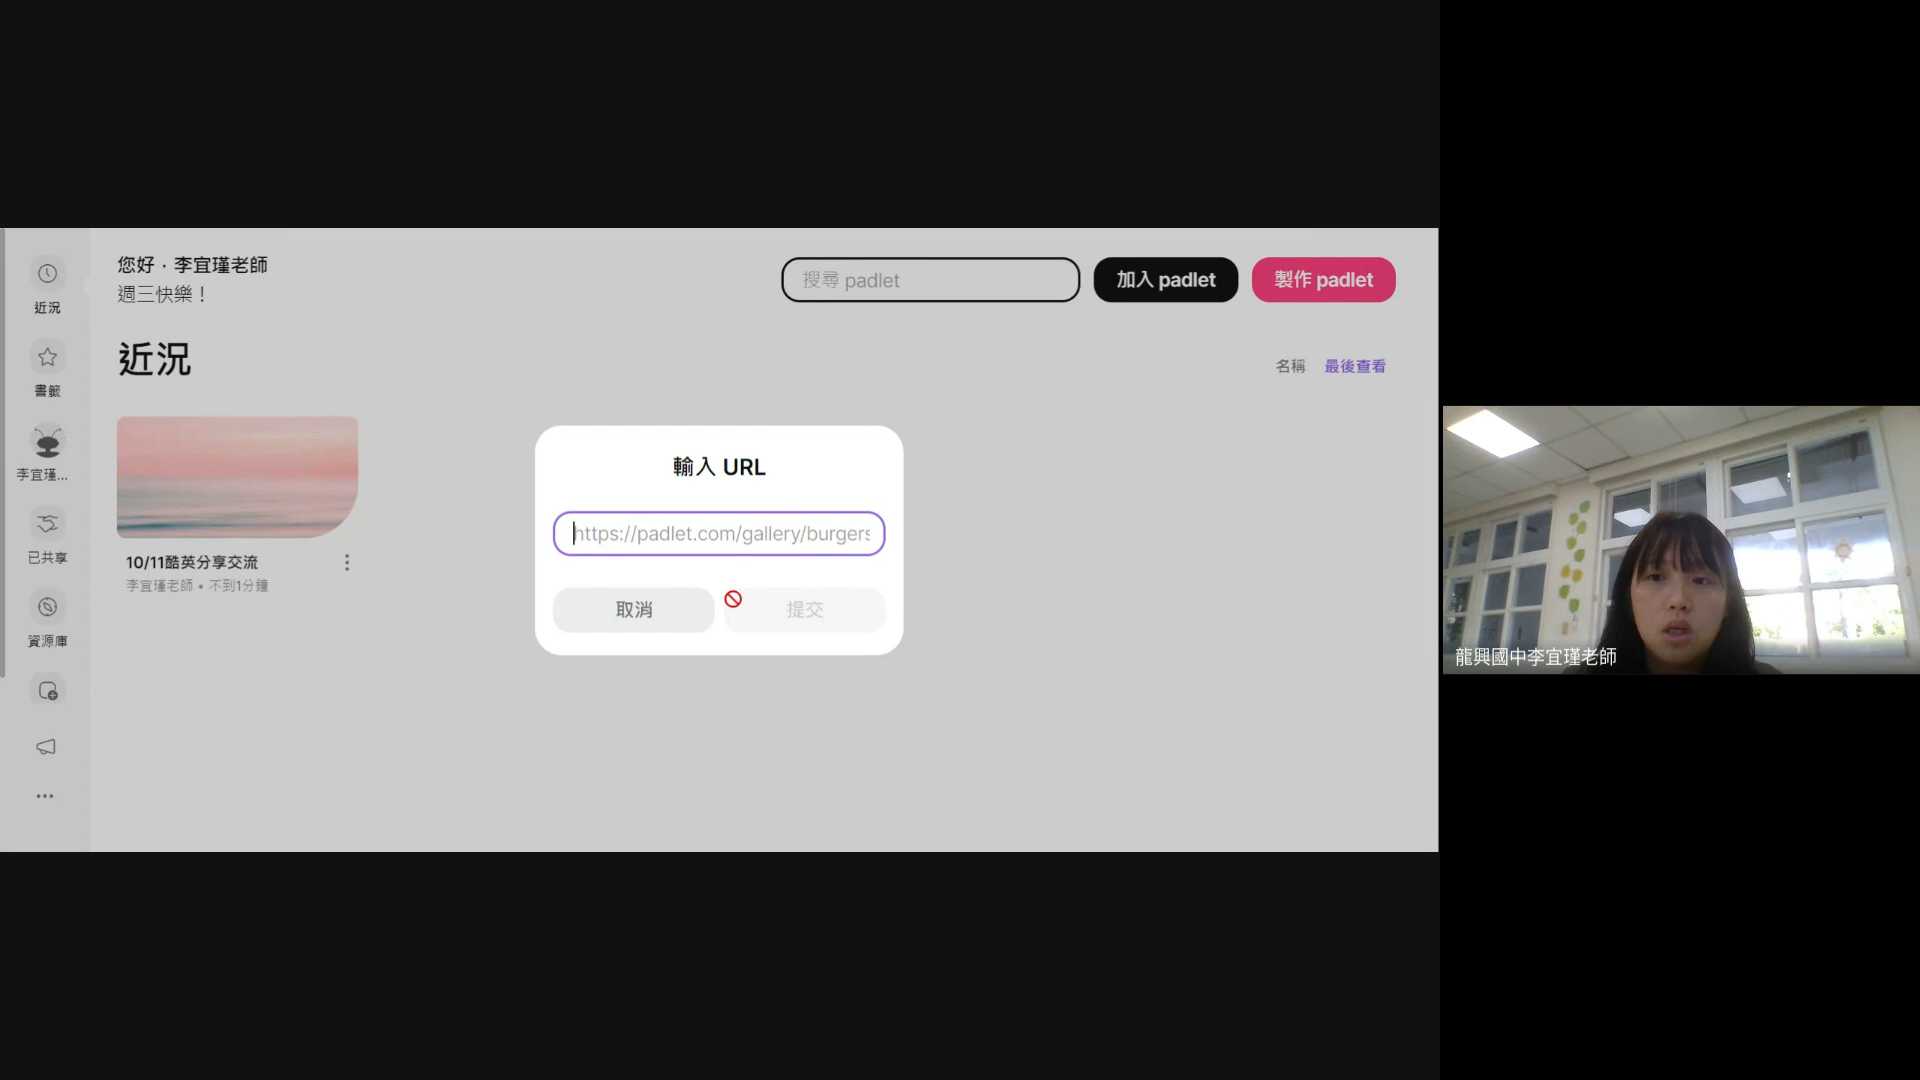 您好,李宜瑾老師
週三快樂!
搜尋 padlet
加入 padlet
製作 padlet
近況
書籤
李宜瑾...
已共享
資源庫
近況
名稱
最後查看
10/11酷英分享交流
李宜瑾老師 • 不到1分鐘
輸入 URL
https://padlet.com/gallery/burgers
取消
提交
龍興國中李宜瑾老師